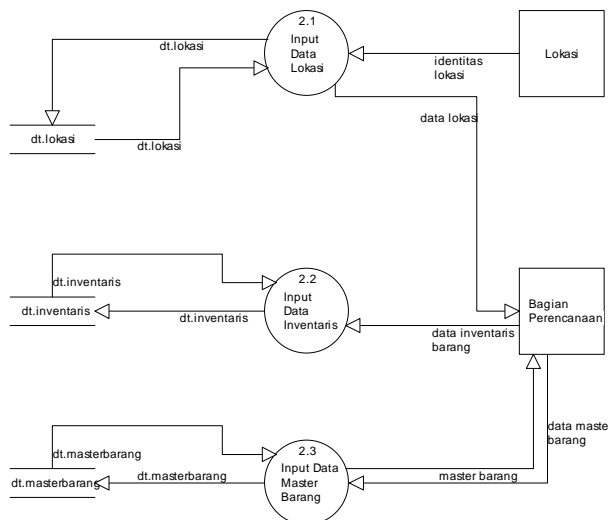 2.1
Input
Data
Lokasi
dt.lokasi
identitas
lokasi
Lokasi
data lokasi
dt.lokasi
dt.lokasi
2.2
Input
Data
Inventaris
dt.inventaris
dt.inventaris
dt.inventaris
Bagian
Perencanaan
data inventaris
barang
2.3
Input Data
Master
Barang
dt.masterbarang
dt.masterbarang
dt.masterbarang
data maste
barang
master barang